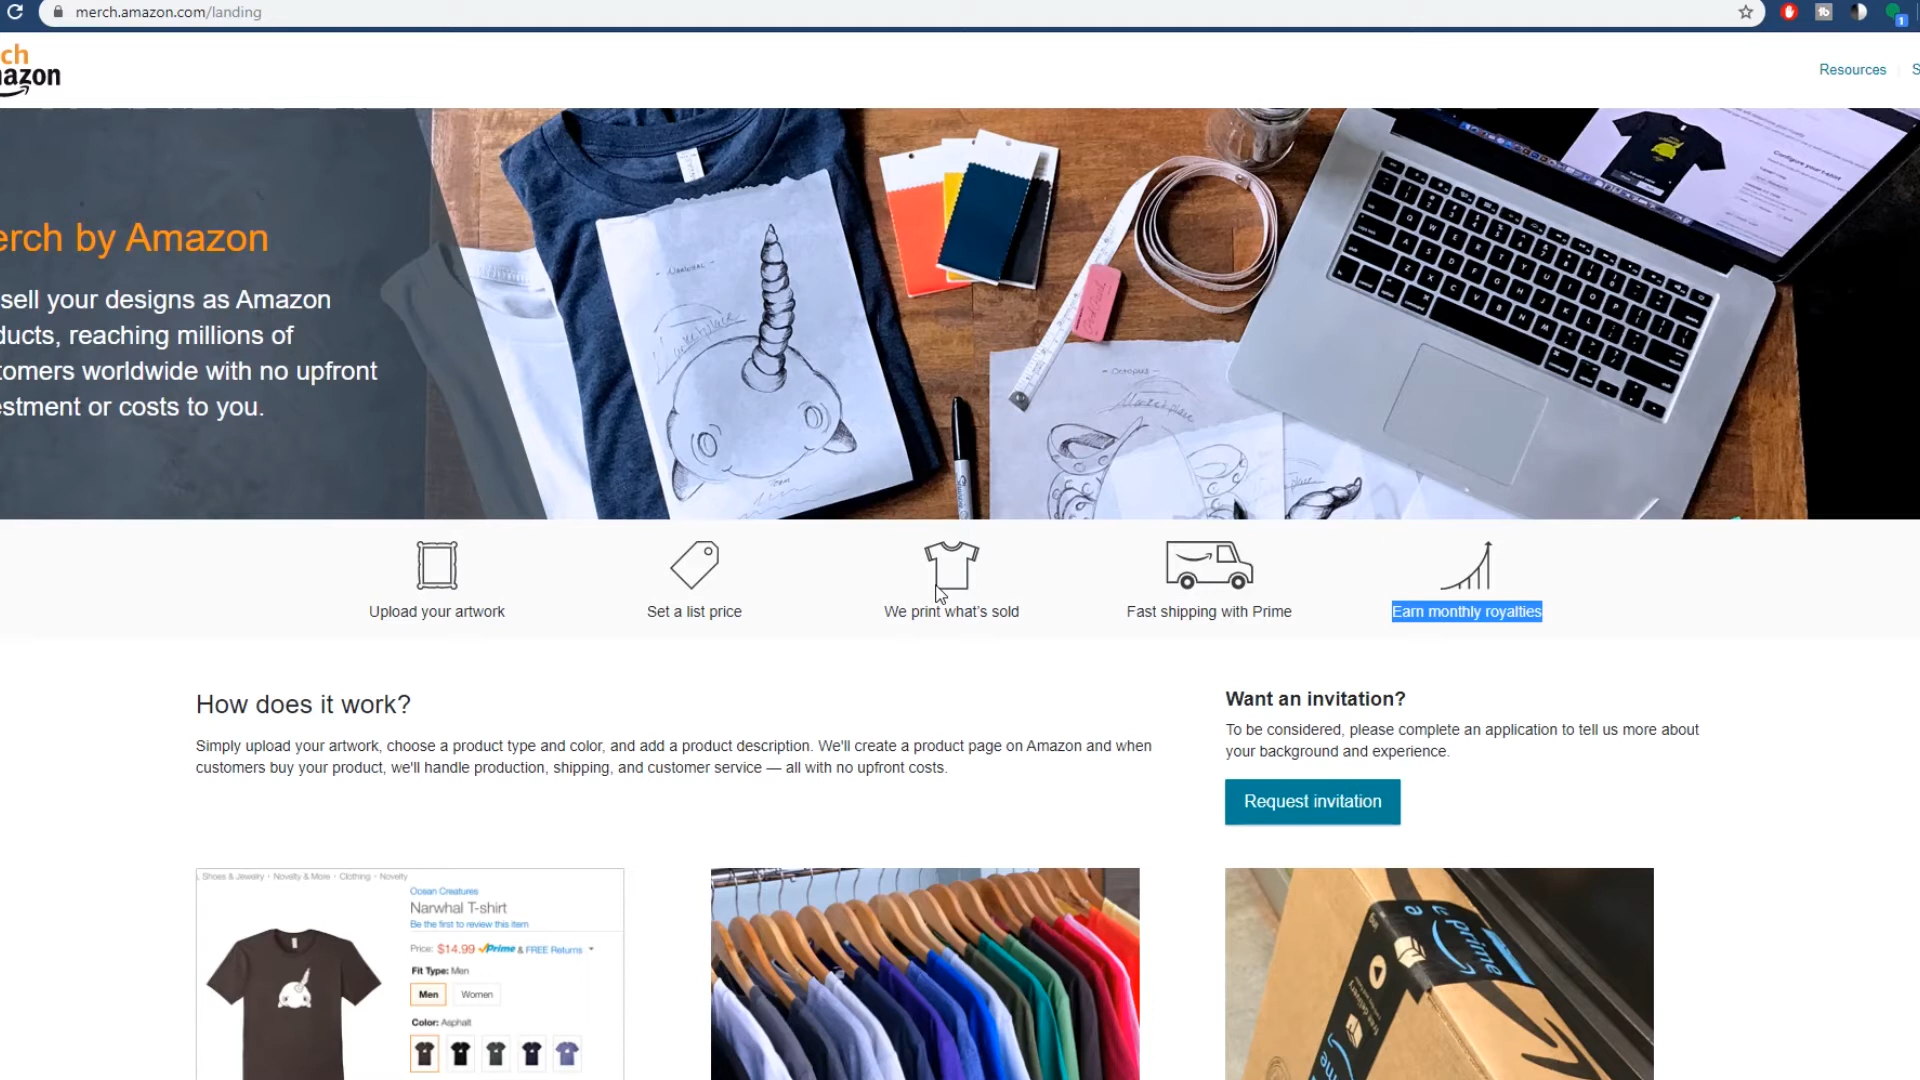 merch.amazon.com/landing
ch
azon
Resources
S
erch by Amazon
sell your designs as Amazon
ducts, reaching millions of
tomers worldwide with no upfront
estment or costs to you.
- Narwhal -
- Octopus -
Upload your artwork
Set a list price
We print what's sold
Fast shipping with Prime
Earn monthly royalties
How does it work?
Simply upload your artwork, choose a product type and color, and add a product description. We'll create a product page on Amazon and when
customers buy your product, we'll handle production, shipping, and customer service — all with no upfront costs.
Want an invitation?
To be considered, please complete an application to tell us more about
your background and experience.
Request invitation
, Shoes & Jewelry › Novelty & More › Clothing › Novelty
Ocean Creatures
Narwhal T-shirt
Be the first to review this item
Price: $14.99 Prime & FREE Returns
Fit Type: Men
Men
Women
Color: Asphalt
prime
free delivery